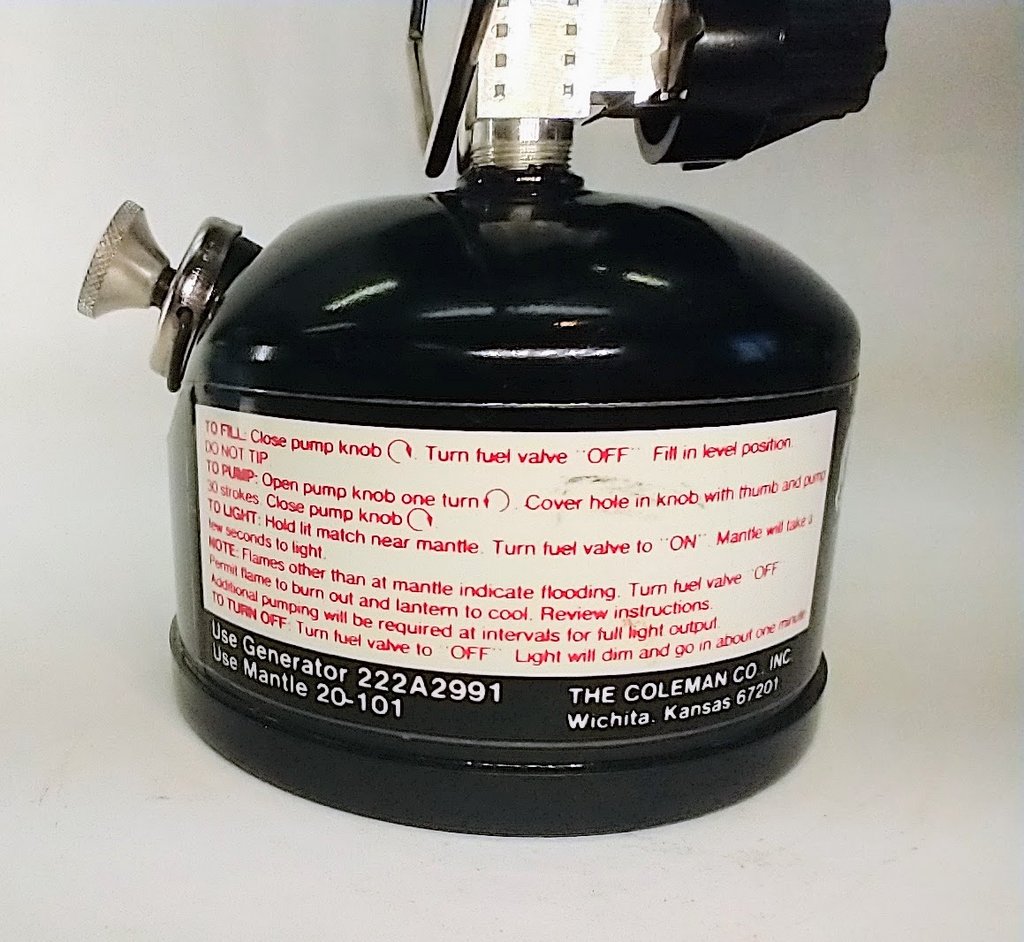 TO FILL: Close pump knob. Turn fuel valve "OFF" Fill in level position.
DO NOT TIP
TO PUMP: Open pump knob one turn. Cover hole in knob with thumb and pump
30 strokes. Close pump knob
TO LIGHT: Hold lit match near mantle. Turn fuel valve to "ON". Mantle will take a
few seconds to light.
NOTE: Flames other than at mantle indicate flooding. Turn fuel valve "OFF"
Permit flame to burn out and lantern to cool. Review instructions.
Additional pumping will be required at intervals for full light output.
TO TURN OFF: Turn fuel valve to "OFF" Light will dim and go in about one minute
Use Generator 222A2991
Use Mantle 20-101
THE COLEMAN CO., INC.
Wichita, Kansas 67201